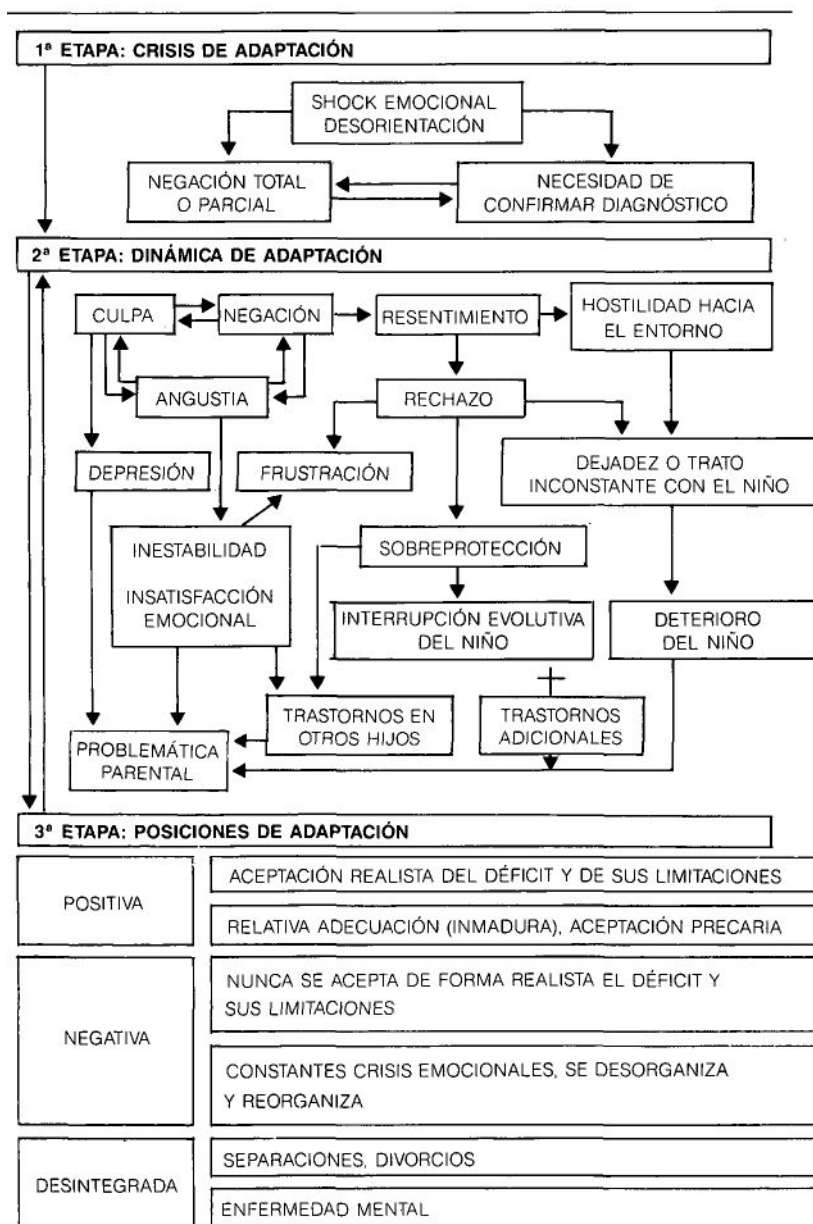 1ª ETAPA: CRISIS DE ADAPTACIÓN
SHOCK EMOCIONAL
DESORIENTACIÓN
NEGACIÓN TOTAL
O PARCIAL
NECESIDAD DE
CONFIRMAR DIAGNÓSTICO
2ª ETAPA: DINÁMICA DE ADAPTACIÓN
CULPA
NEGACIÓN
RESENTIMIENTO
HOSTILIDAD HACIA
EL ENTORNO
ANGUSTIA
RECHAZO
DEPRESIÓN
FRUSTRACIÓN
DEJADEZ O TRATO
INCONSTANTE CON EL NIÑO
INESTABILIDAD
INSATISFACCIÓN
EMOCIONAL
SOBREPROTECCIÓN
INTERRUPCIÓN EVOLUTIVA
DEL NIÑO
DETERIORO
DEL NIÑO
TRASTORNOS EN
OTROS HIJOS
TRASTORNOS
ADICIONALES
PROBLEMÁTICA
PARENTAL
3ª ETAPA: POSICIONES DE ADAPTACIÓN
POSITIVA
ACEPTACIÓN REALISTA DEL DÉFICIT Y DE SUS LIMITACIONES
RELATIVA ADECUACIÓN (INMADURA), ACEPTACIÓN PRECARIA
NEGATIVA
NUNCA SE ACEPTA DE FORMA REALISTA EL DÉFICIT Y
SUS LIMITACIONES
CONSTANTES CRISIS EMOCIONALES, SE DESORGANIZA
Y REORGANIZA
DESINTEGRADA
SEPARACIONES, DIVORCIOS
ENFERMEDAD MENTAL